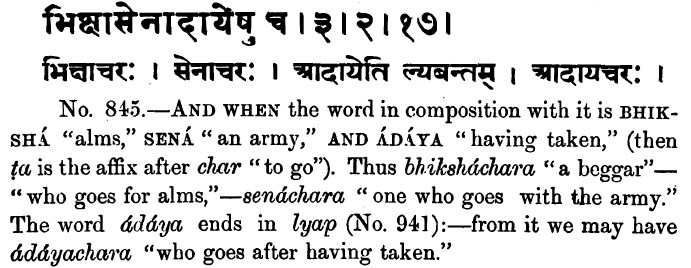 भिक्षासेनादायेषु च । ३ । २ । १७ ।
भिक्षाचरः । सेनाचरः । आदायेति ल्यबन्तम् । आदायचरः ।
No. 845.—AND WHEN the word in composition with it is BHIK-
SHÁ “alms,” SENÁ “an army,” AND ÁDÁYA “having taken,” (then
ṭa is the affix after char “to go”). Thus bhiksháchara “a beggar”—
“who goes for alms,”—senáchara “one who goes with the army.”
The word ádáya ends in lyap (No. 941):—from it we may have
ádáyachara “who goes after having taken.”